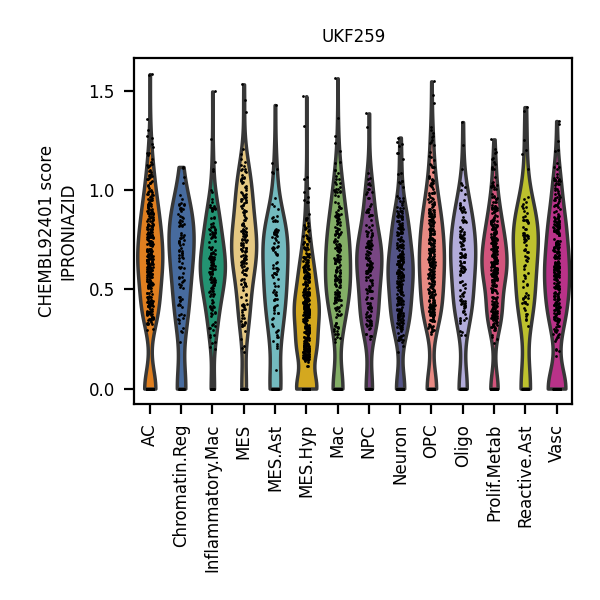 UKF259
CHEMBL92401 score
IPRONIAZID
1.5
1.0
0.5
0.0
AC
Chromatin.Reg
Inflammatory.Mac
MES
MES.Ast
MES.Hyp
Mac
NPC
Neuron
OPC
Oligo
Prolif.Metab
Reactive.Ast
Vasc